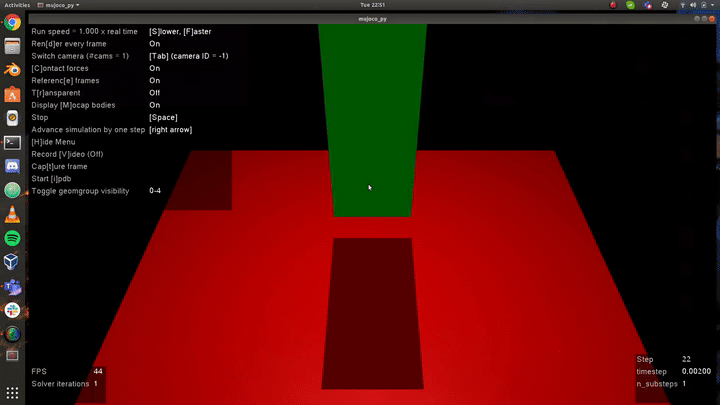 Activities mujoco_py Tue 22:51
mujoco_py
Run speed = 1.000 x real time [S]lower, [F]aster
Ren[d]er every frame On
Switch camera (#cams = 1) [Tab] (camera ID = -1)
[C]ontact forces On
Referenc[e] frames On
T[r]ansparent Off
Display [M]ocap bodies On
Stop [Space]
Advance simulation by one step [right arrow]
[H]ide Menu
Record [V]ideo (Off)
Cap[t]ure frame
Start [i]pdb
Toggle geomgroup visibility 0-4
FPS 44
Solver iterations 1
Step 22
timestep 0.00200
n_substeps 1